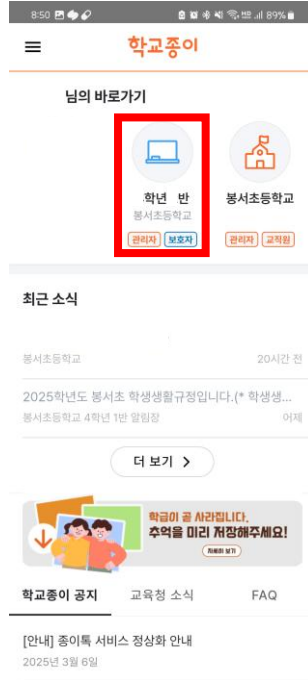 8:50 89%
학교종이
님의 바로가기
학년 반 봉서초등학교
봉서초등학교
관리자 보호자 관리자 교직원
최근 소식
봉서초등학교 20시간 전
2025학년도 봉서초 학생생활규정입니다.(* 학생생...
봉서초등학교 4학년 1반 알림장 어제
더 보기 >
학급이 곧 사라집니다.
추억을 미리 저장해주세요!
자세히 보기
학교종이 공지 교육청 소식 FAQ
[안내] 종이톡 서비스 정상화 안내
2025년 3월 6일